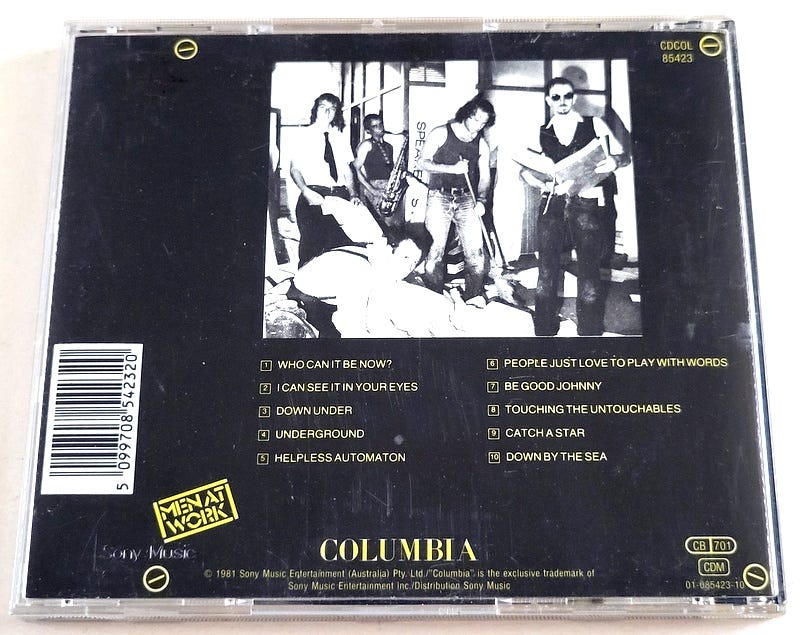 CDCOL
85423
SPEAKE
S
1 WHO CAN IT BE NOW?
2 I CAN SEE IT IN YOUR EYES
3 DOWN UNDER
4 UNDERGROUND
5 HELPLESS AUTOMATON
6 PEOPLE JUST LOVE TO PLAY WITH WORDS
7 BE GOOD JOHNNY
8 TOUCHING THE UNTOUCHABLES
9 CATCH A STAR
10 DOWN BY THE SEA
5 099708 542320
MEN AT
WORK
Sony Music
COLUMBIA
© 1981 Sony Music Entertainment (Australia) Pty. Ltd./"Columbia" is the exclusive trademark of
Sony Music Entertainment Inc./Distribution Sony Music
CB 701
CDM
01-085423-10